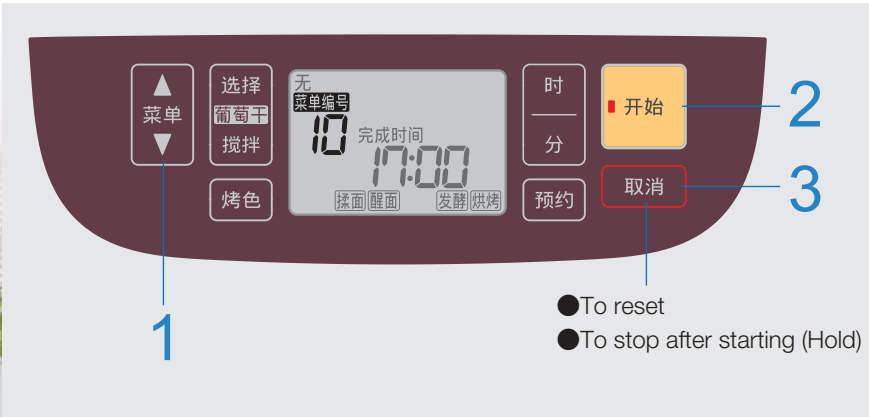 ▲
菜单
▼
选择
葡萄干
搅拌
烤色
无
菜单编号
10
完成时间
17:00
揉面 醒面 发酵 烘烤
时
分
预约
开始
取消
1
2
3
●To reset
●To stop after starting (Hold)